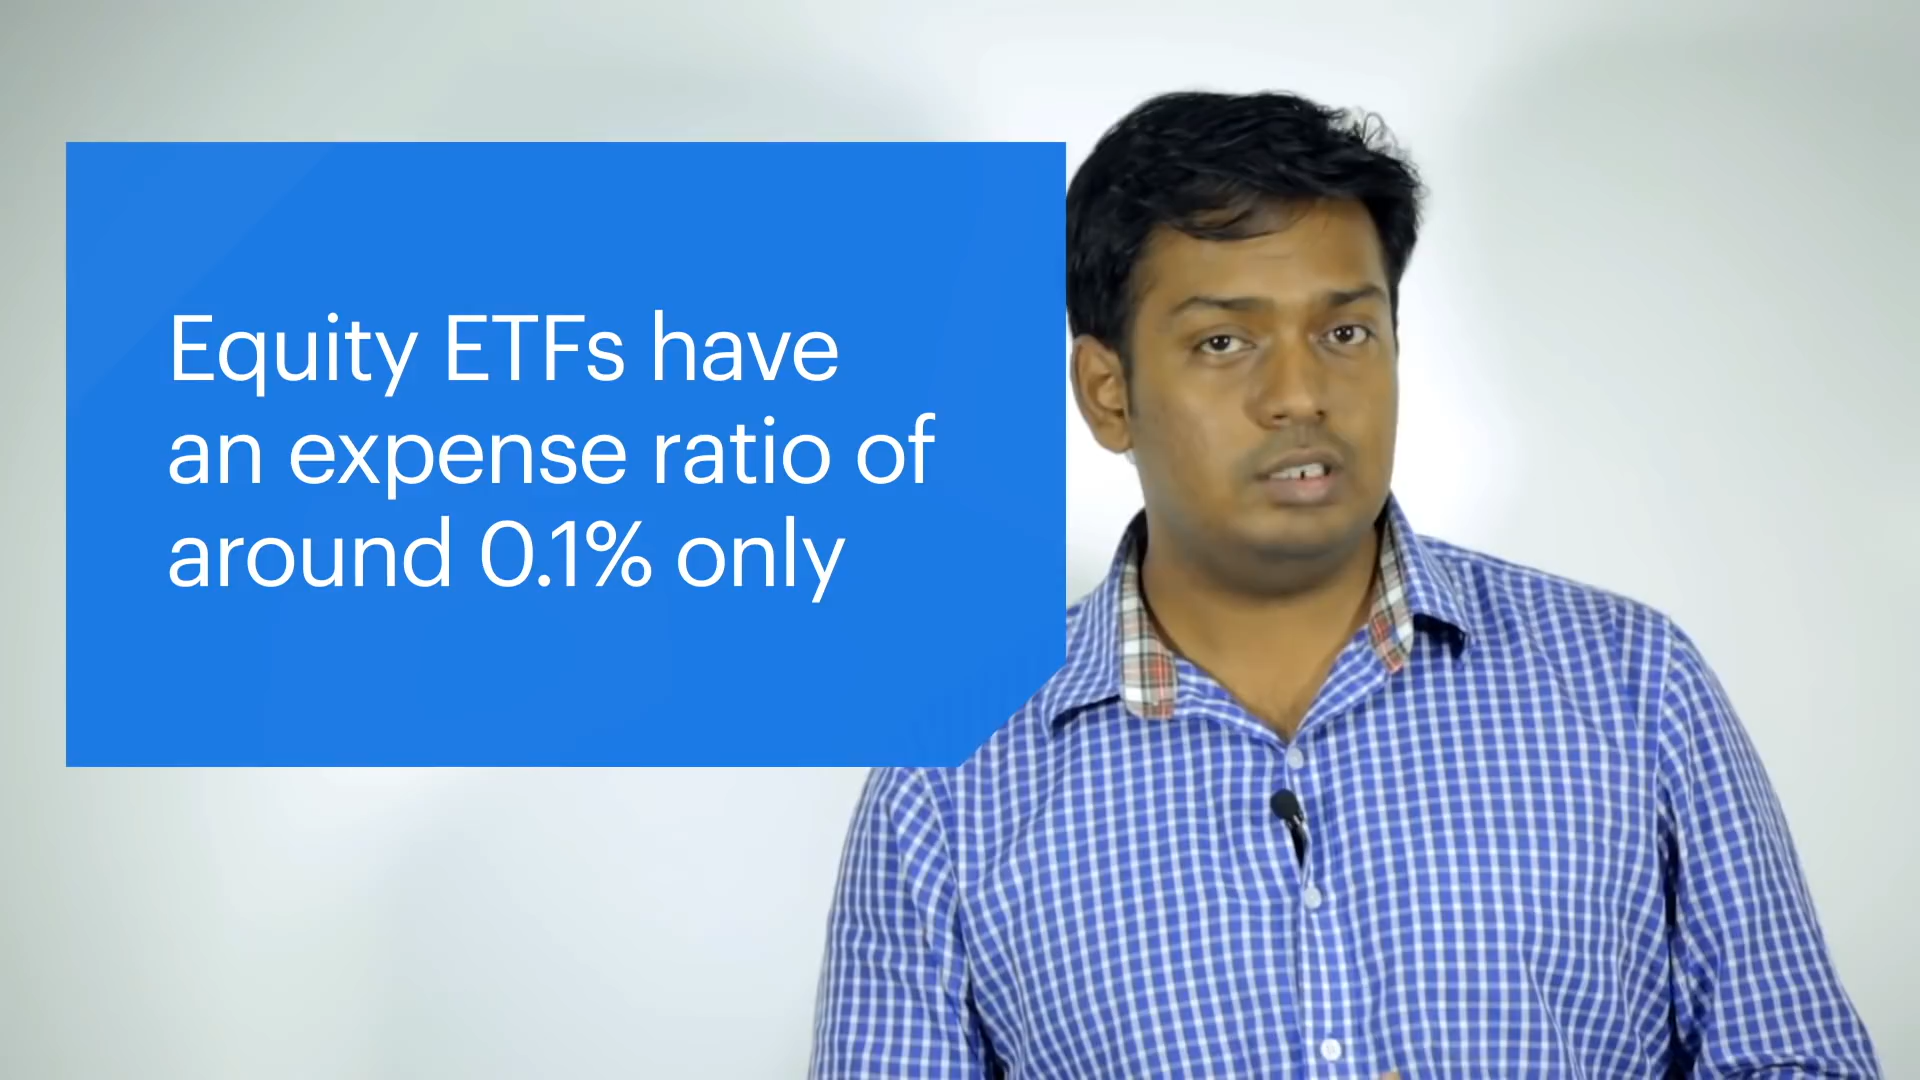 Equity ETFs have
an expense ratio of
around 0.1% only